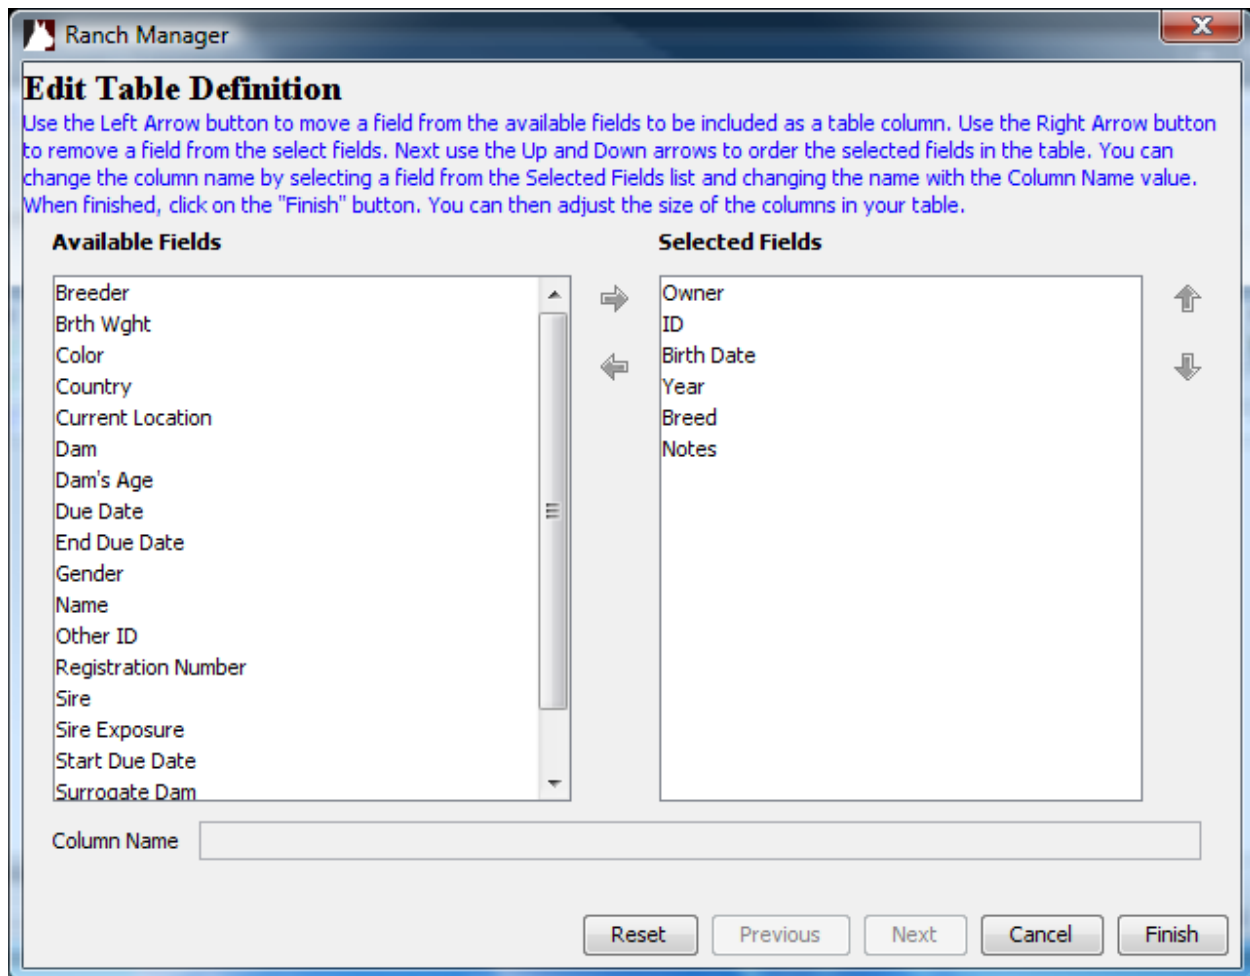 Ranch Manager
Edit Table Definition
Use the Left Arrow button to move a field from the available fields to be included as a table column. Use the Right Arrow button
to remove a field from the select fields. Next use the Up and Down arrows to order the selected fields in the table. You can
change the column name by selecting a field from the Selected Fields list and changing the name with the Column Name value.
When finished, click on the "Finish" button. You can then adjust the size of the columns in your table.
Available Fields
Breeder
Brth Wght
Color
Country
Current Location
Dam
Dam's Age
Due Date
End Due Date
Gender
Name
Other ID
Registration Number
Sire
Sire Exposure
Start Due Date
Surrogate Dam
Selected Fields
Owner
ID
Birth Date
Year
Breed
Notes
Column Name
Reset Previous Next Cancel Finish